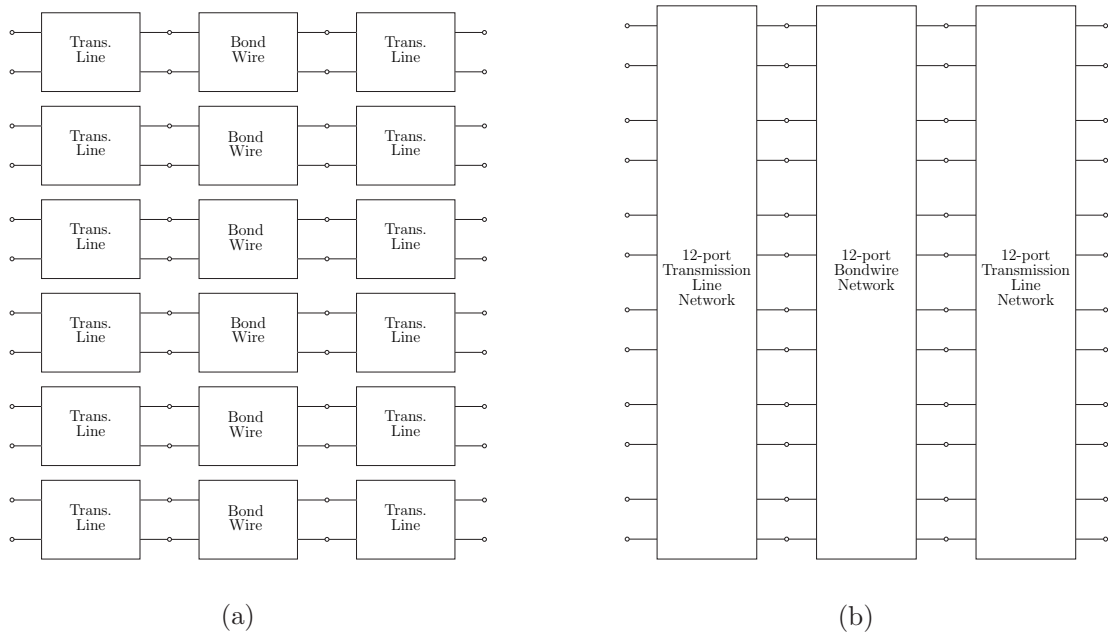 Trans.
Line
Bond
Wire
Trans.
Line
Trans.
Line
Bond
Wire
Trans.
Line
Trans.
Line
Bond
Wire
Trans.
Line
Trans.
Line
Bond
Wire
Trans.
Line
Trans.
Line
Bond
Wire
Trans.
Line
Trans.
Line
Bond
Wire
Trans.
Line
(a)
12-port
Transmission
Line
Network
12-port
Bondwire
Network
12-port
Transmission
Line
Network
(b)